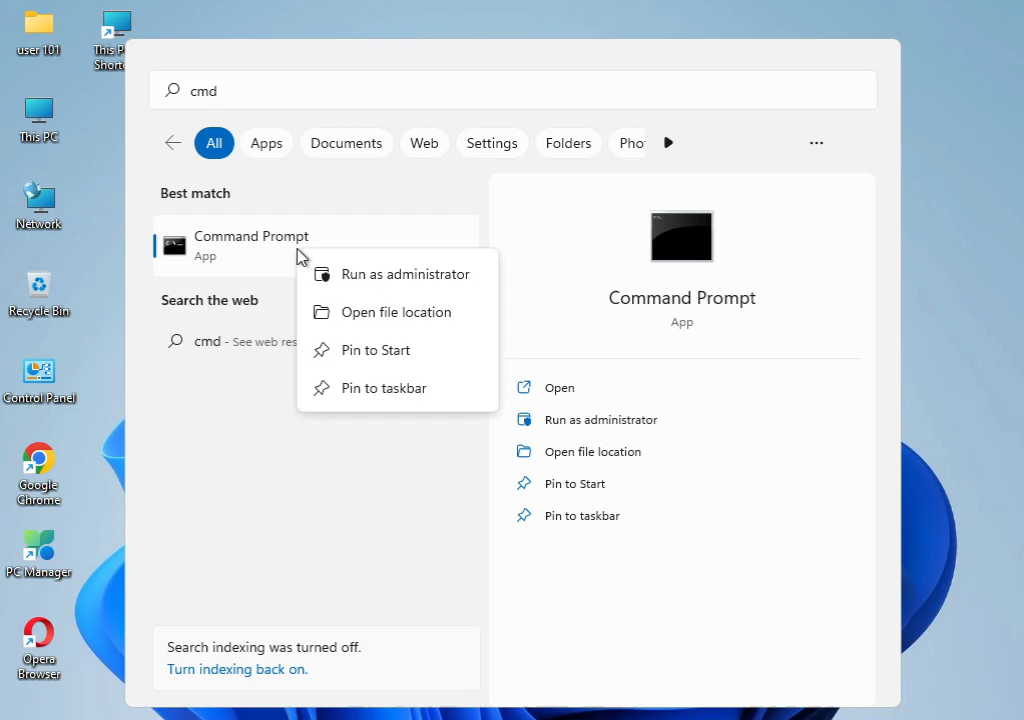 user 101
This P
Shortc
This PC
Network
Recycle Bin
Control Panel
Google
Chrome
PC Manager
Opera
Browser
cmd
All
Apps
Documents
Web
Settings
Folders
Pho
Best match
Command Prompt
App
Search the web
cmd - See web res
Run as administrator
Open file location
Pin to Start
Pin to taskbar
Command Prompt
App
Open
Run as administrator
Open file location
Pin to Start
Pin to taskbar
Search indexing was turned off.
Turn indexing back on.